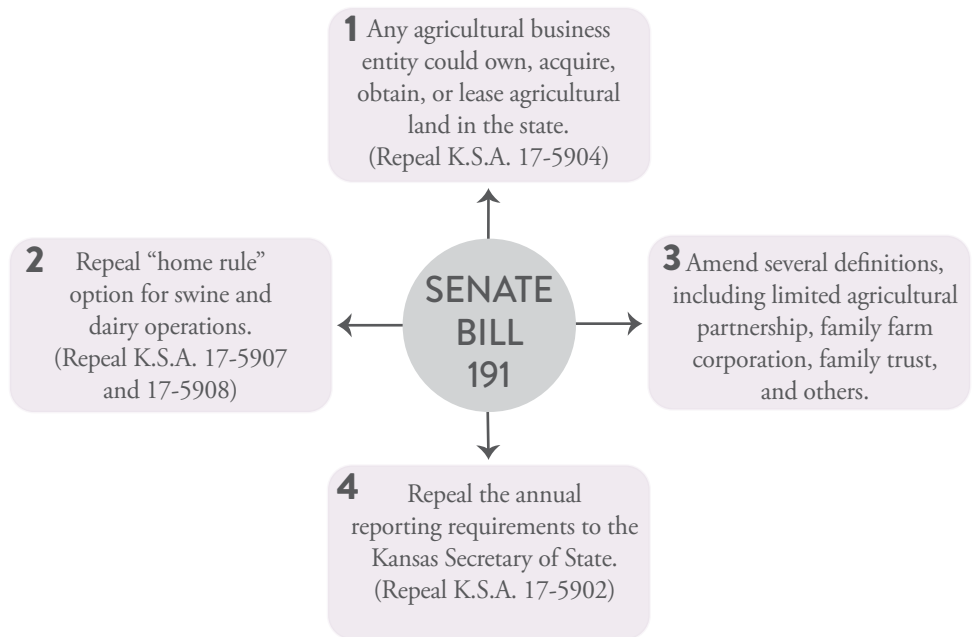 1 Any agricultural business
entity could own, acquire,
obtain, or lease agricultural
land in the state.
(Repeal K.S.A. 17-5904)
2 Repeal “home rule”
option for swine and
dairy operations.
(Repeal K.S.A. 17-5907
and 17-5908)
SENATE
BILL
191
3 Amend several definitions,
including limited agricultural
partnership, family farm
corporation, family trust,
and others.
4 Repeal the annual
reporting requirements to the
Kansas Secretary of State.
(Repeal K.S.A. 17-5902)